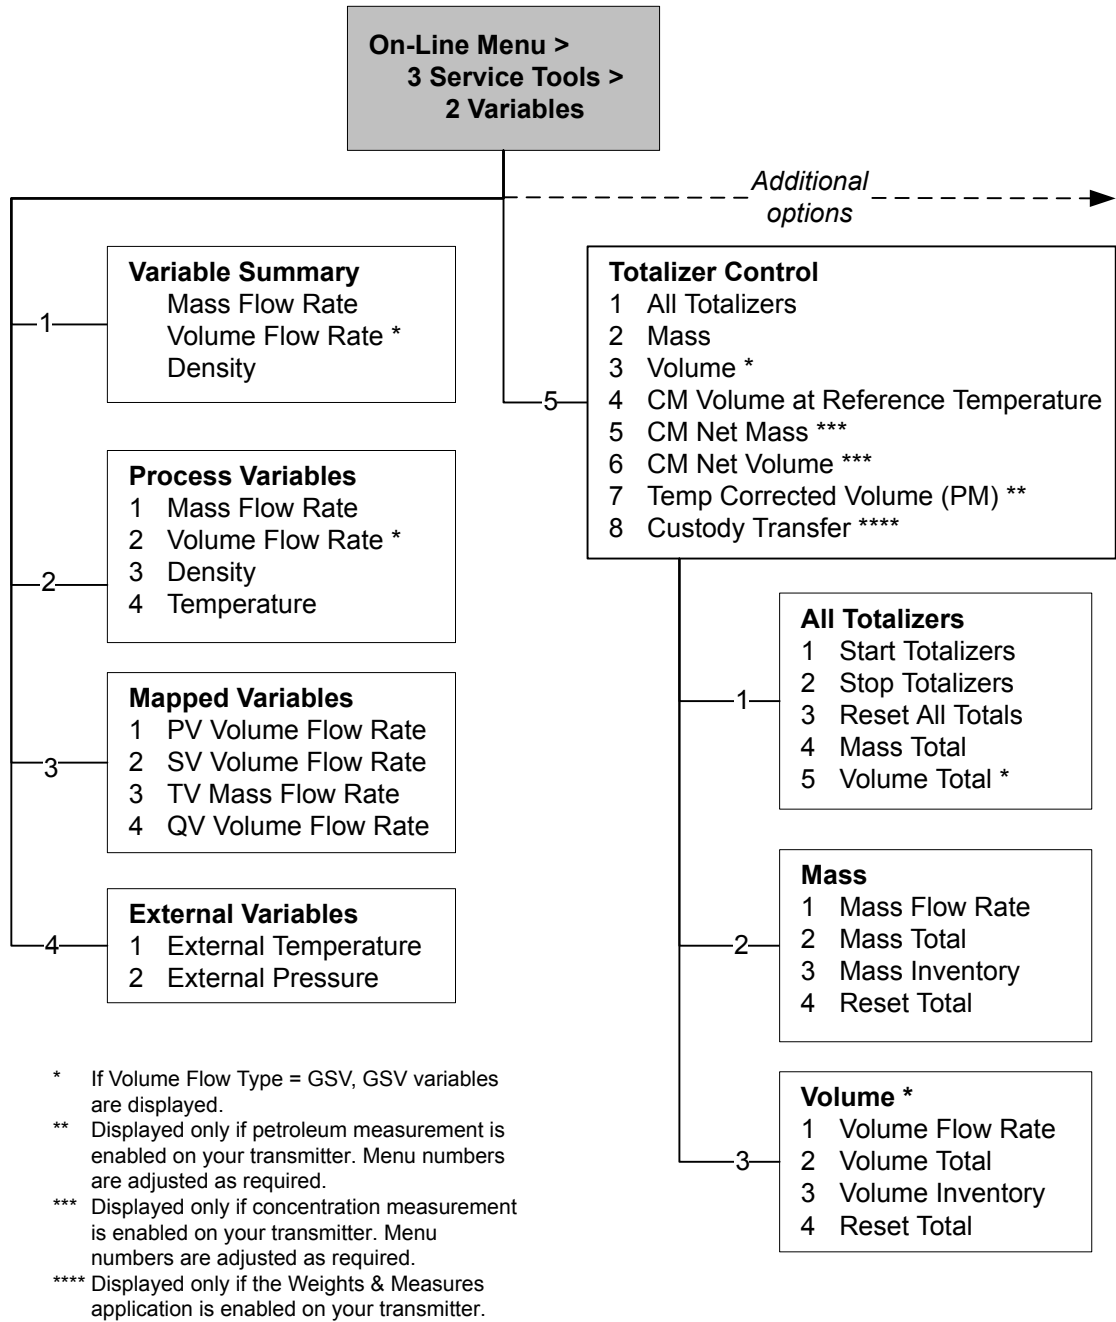 On-Line Menu >
3 Service Tools >
2 Variables
Additional
options
1
Variable Summary
Mass Flow Rate
Volume Flow Rate *
Density
2
Process Variables
1 Mass Flow Rate
2 Volume Flow Rate *
3 Density
4 Temperature
3
Mapped Variables
1 PV Volume Flow Rate
2 SV Volume Flow Rate
3 TV Mass Flow Rate
4 QV Volume Flow Rate
4
External Variables
1 External Temperature
2 External Pressure
5
Totalizer Control
1 All Totalizers
2 Mass
3 Volume *
4 CM Volume at Reference Temperature
5 CM Net Mass ***
6 CM Net Volume ***
7 Temp Corrected Volume (PM) **
8 Custody Transfer ****
1
All Totalizers
1 Start Totalizers
2 Stop Totalizers
3 Reset All Totals
4 Mass Total
5 Volume Total *
2
Mass
1 Mass Flow Rate
2 Mass Total
3 Mass Inventory
4 Reset Total
3
Volume *
1 Volume Flow Rate
2 Volume Total
3 Volume Inventory
4 Reset Total
* If Volume Flow Type = GSV, GSV variables
are displayed.
** Displayed only if petroleum measurement is
enabled on your transmitter. Menu numbers
are adjusted as required.
*** Displayed only if concentration measurement
is enabled on your transmitter. Menu
numbers are adjusted as required.
**** Displayed only if the Weights & Measures
application is enabled on your transmitter.